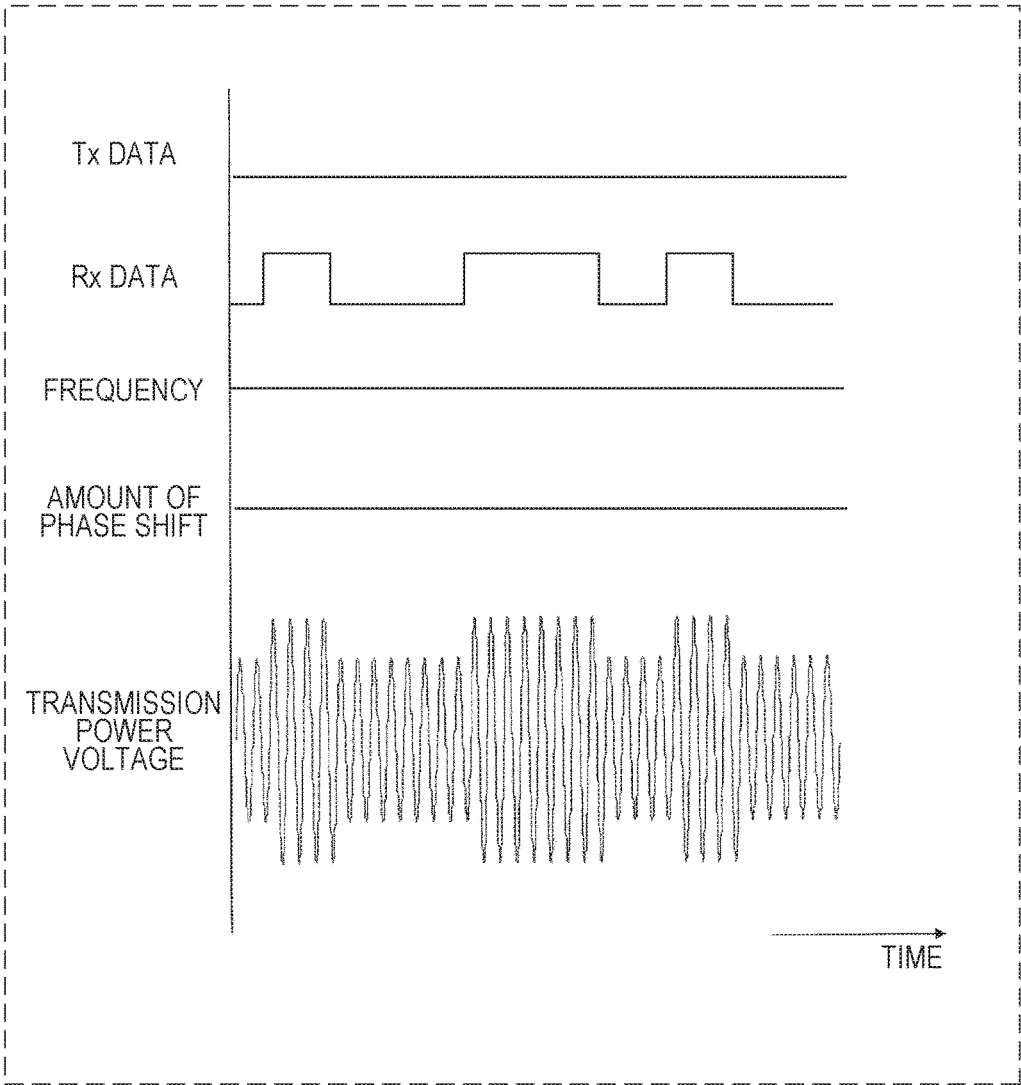 Tx DATA
Rx DATA
FREQUENCY
AMOUNT OF
PHASE SHIFT
TRANSMISSION
POWER
VOLTAGE
TIME